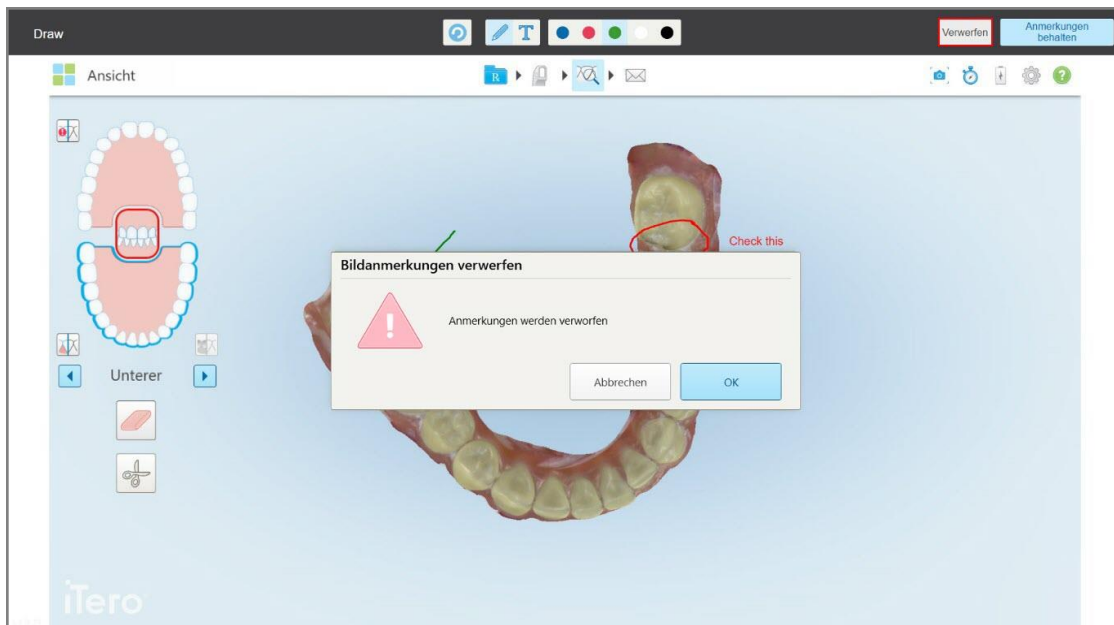 Draw
T
Verwerfen
Anmerkungen
behalten
Ansicht
R
?
Check this
Bildanmerkungen verwerfen
!
Anmerkungen werden verworfen
Abbrechen
OK
Unterer
iTero